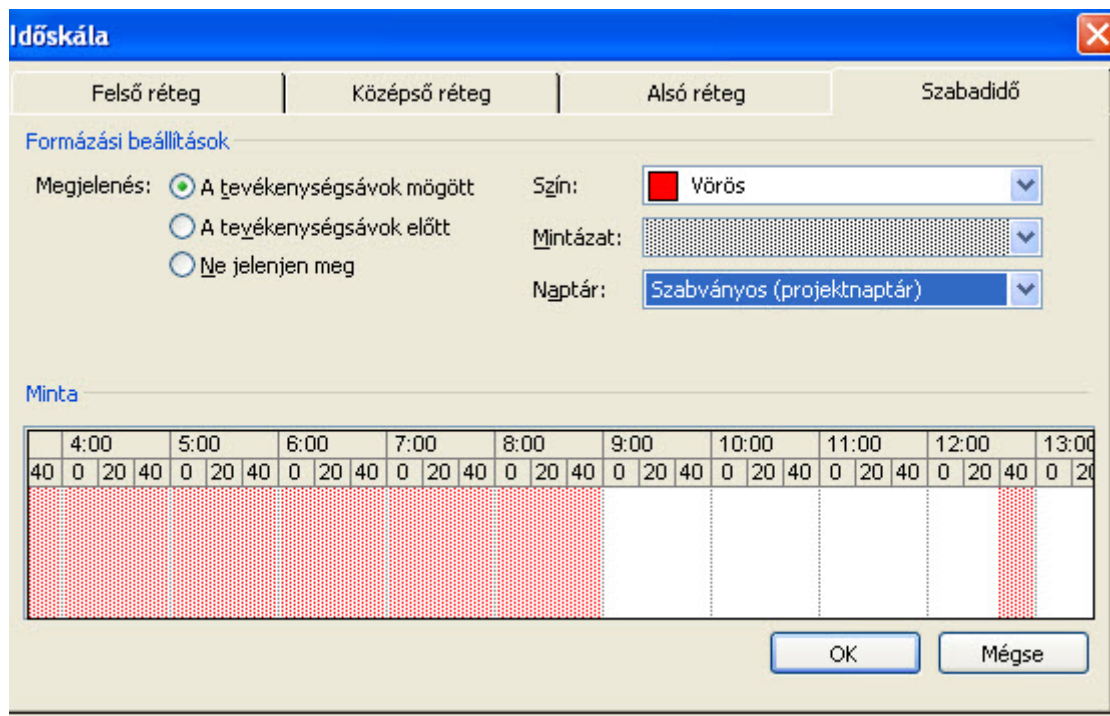 Időskála
Felső réteg Középső réteg Alsó réteg Szabadidő
Formázási beállítások
Megjelenés: A tevékenységsávok mögött Szín: Vörös
A tevékenységsávok előtt Mintázat:
Ne jelenjen meg Naptár: Szabványos (projektnaptár)
Minta
4:00 5:00 6:00 7:00 8:00 9:00 10:00 11:00 12:00 13:00
40 0 20 40 0 20 40 0 20 40 0 20 40 0 20 40 0 20 40 0 20 40 0 20 40 0 20 40 0 20
OK Mégse